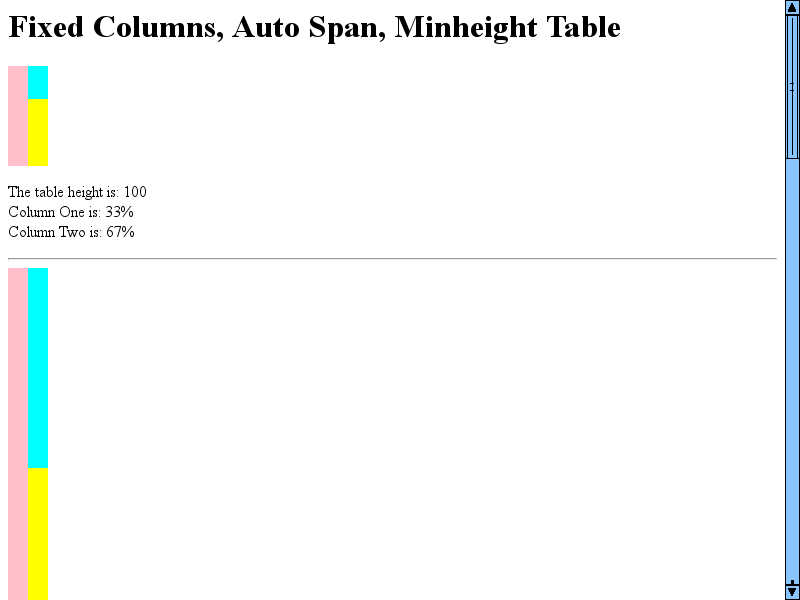 Fixed Columns, Auto Span, Minheight Table
The table height is: 100
Column One is: 33%
Column Two is: 67%